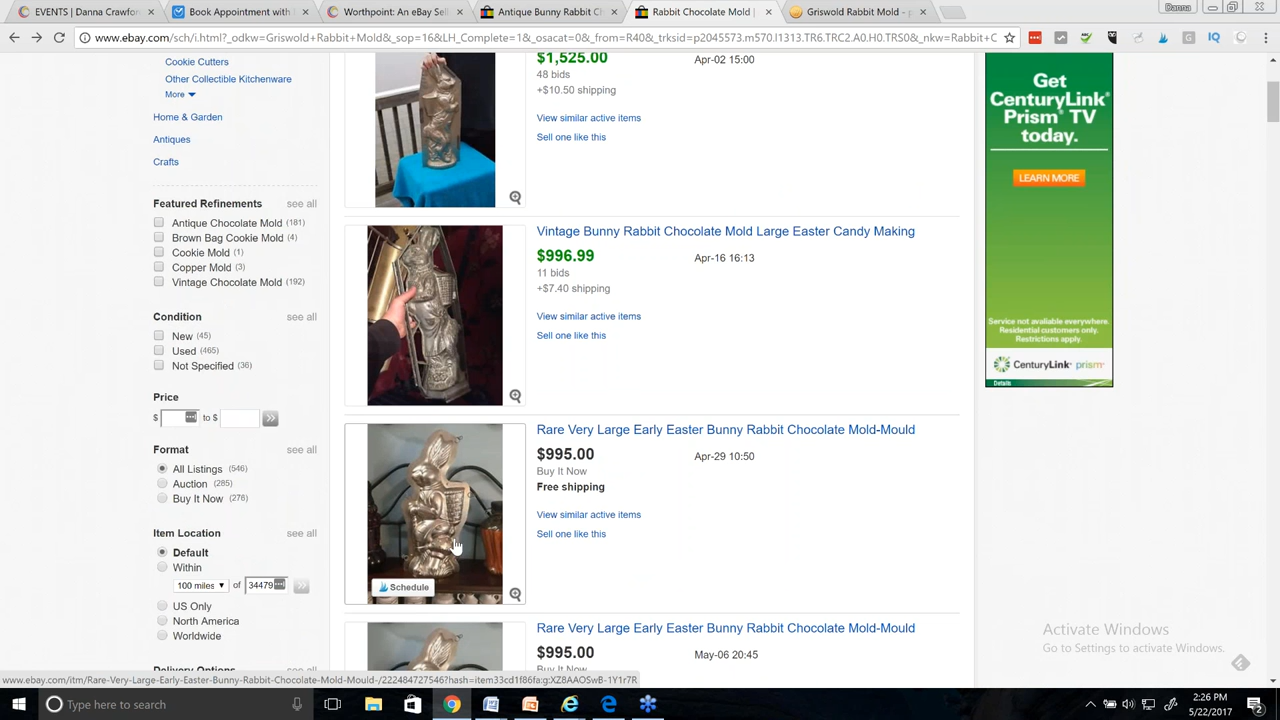 EVENTS | Danna Crawfor
Book Appointment with
Worthpoint: An eBay Sell
Antique Bunny Rabbit Ch
Rabbit Chocolate Mold |
Griswold Rabbit Mold -
Danna
www.ebay.com/sch/i.html?_odkw=Griswold+Rabbit+Mold&_sop=16&LH_Complete=1&_osacat=0&_from=R40&_trksid=p2045573.m570.l1313.TR6.TRC2.A0.H0.TRS0&_nkw=Rabbit+C
Cookie Cutters
Other Collectible Kitchenware
More
Home & Garden
Antiques
Crafts
Featured Refinements see all
Antique Chocolate Mold (181)
Brown Bag Cookie Mold (4)
Cookie Mold (1)
Copper Mold (3)
Vintage Chocolate Mold (192)
Condition see all
New (45)
Used (465)
Not Specified (36)
Price
$ to $
Format see all
All Listings (546)
Auction (285)
Buy It Now (276)
Item Location see all
Default
Within
100 miles of 34479
US Only
North America
Worldwide
Delivery Options see all
$1,525.00 Apr-02 15:00
48 bids
+$10.50 shipping
View similar active items
Sell one like this
Vintage Bunny Rabbit Chocolate Mold Large Easter Candy Making
$996.99 Apr-16 16:13
11 bids
+$7.40 shipping
View similar active items
Sell one like this
Rare Very Large Early Easter Bunny Rabbit Chocolate Mold-Mould
$995.00 Apr-29 10:50
Buy It Now
Free shipping
View similar active items
Sell one like this
Schedule
Rare Very Large Early Easter Bunny Rabbit Chocolate Mold-Mould
$995.00 May-06 20:45
Buy It Now
Get
CenturyLink®
Prism® TV
today.
LEARN MORE
Service not available everywhere.
Residential customers only.
Restrictions apply.
CenturyLink prism
Details
Activate Windows
Go to Settings to activate Windows.
www.ebay.com/itm/Rare-Very-Large-Early-Easter-Bunny-Rabbit-Chocolate-Mold-Mould-/222484727546?hash=item33cd1f86fa:g:XZ8AAOSwB-1Y1r7R
Type here to search
2:26 PM
5/22/2017
2